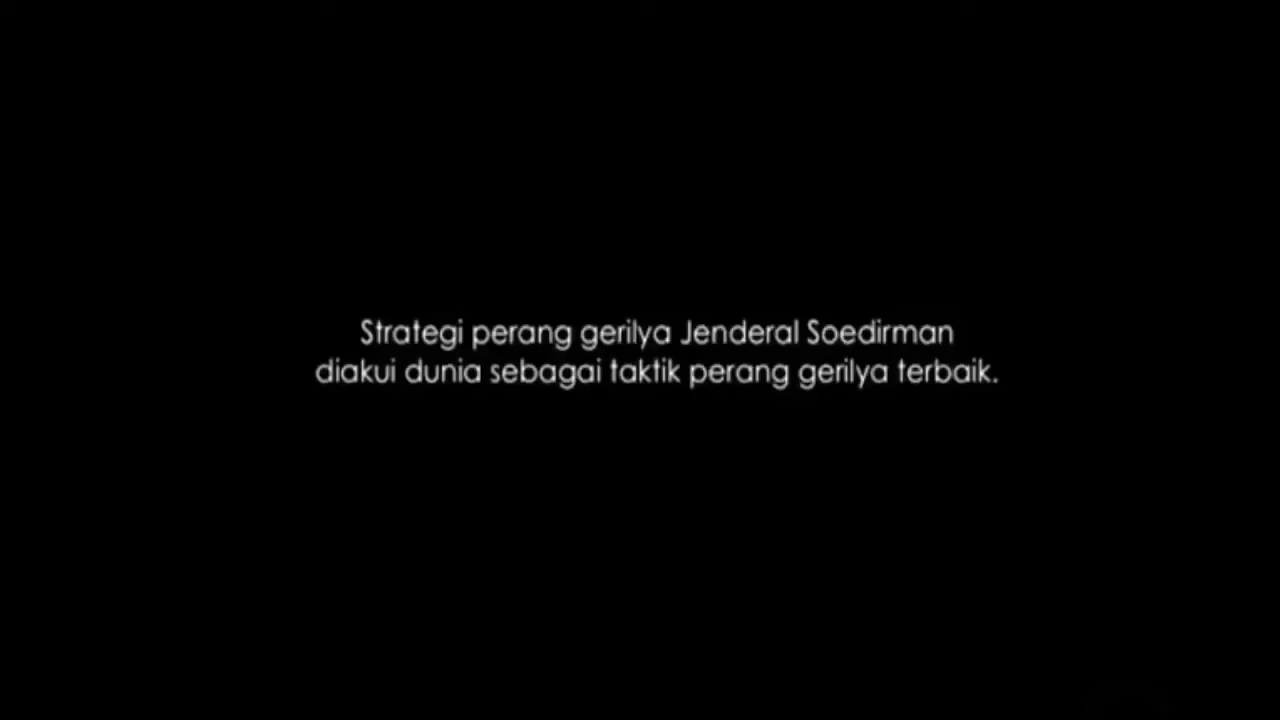 Strategi perang gerilya Jenderal Soedirman
diakui dunia sebagai taktik perang gerilya terbaik.